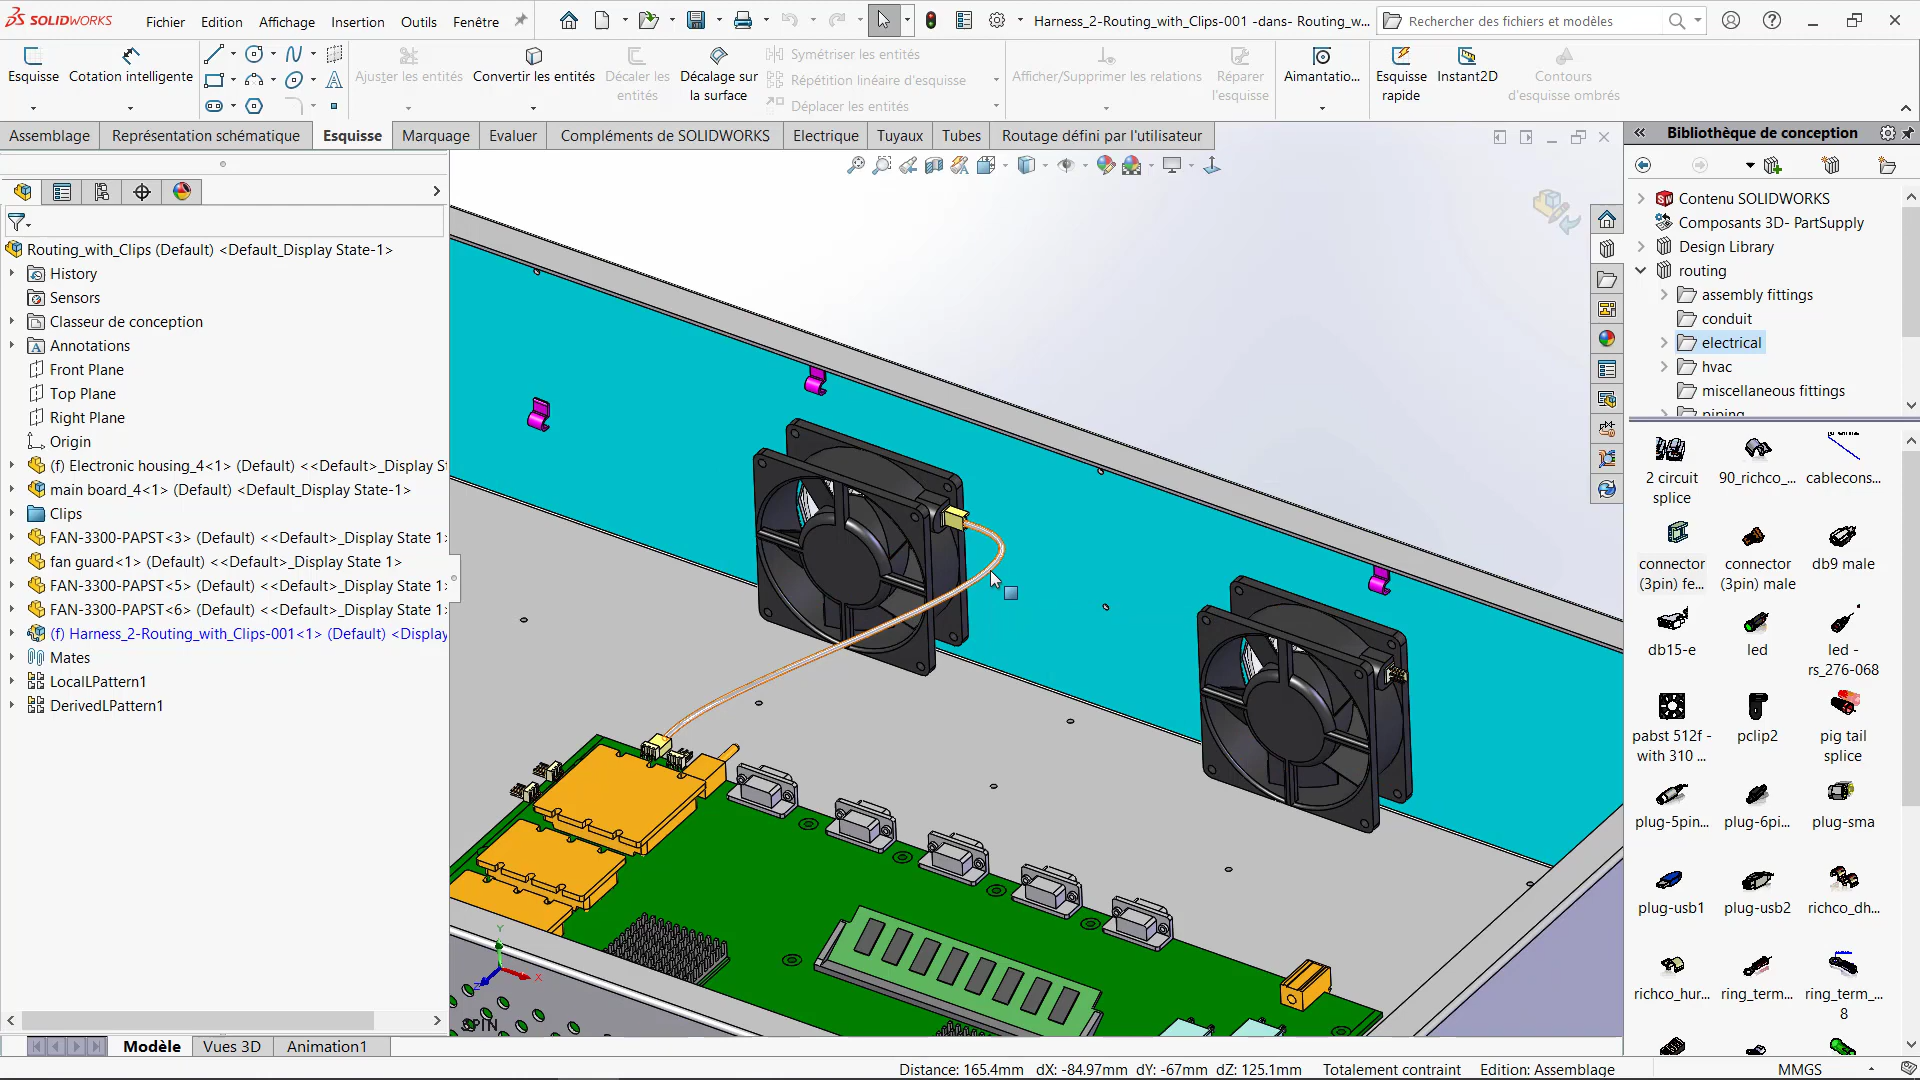 SOLIDWORKS
Fichier Edition Affichage Insertion Outils Fenêtre
Harness_2-Routing_with_Clips-001 -dans- Routing_w...
Rechercher des fichiers et modèles
Esquisse
Cotation intelligente
Ajuster les entités
Convertir les entités
Décaler les
entités
Décalage sur
la surface
Symétriser les entités
Répétition linéaire d'esquisse
Déplacer les entités
Afficher/Supprimer les relations
Réparer
l'esquisse
Aimantatio...
Esquisse
rapide
Instant2D
Contours
d'esquisse ombrés
Assemblage Représentation schématique Esquisse Marquage Evaluer Compléments de SOLIDWORKS Electrique Tuyaux Tubes Routage défini par l'utilisateur
Routing_with_Clips (Default) <Default_Display State-1>
History
Sensors
Classeur de conception
Annotations
Front Plane
Top Plane
Right Plane
Origin
(f) Electronic housing_4<1> (Default) <<Default>_Display S
main board_4<1> (Default) <Default_Display State-1>
Clips
FAN-3300-PAPST<3> (Default) <<Default>_Display State 1
fan guard<1> (Default) <<Default>_Display State 1>
FAN-3300-PAPST<5> (Default) <<Default>_Display State 1
FAN-3300-PAPST<6> (Default) <<Default>_Display State 1
(f) Harness_2-Routing_with_Clips-001<1> (Default) <Display
Mates
LocalLPattern1
DerivedLPattern1
Y
X
Z
SPIN
Bibliothèque de conception
Contenu SOLIDWORKS
Composants 3D- PartSupply
Design Library
routing
assembly fittings
conduit
electrical
hvac
miscellaneous fittings
piping
2 circuit
splice
90_richco_...
cablecons...
connector
(3pin) fe...
connector
(3pin) male
db9 male
db15-e
led
led -
rs_276-068
pabst 512f -
with 310 ...
pclip2
pig tail
splice
plug-5pin...
plug-6pi...
plug-sma
plug-usb1
plug-usb2
richco_dh...
richco_hur...
ring_term...
ring_term_...
8
Modèle Vues 3D Animation1
Distance: 165.4mm dX: -84.97mm dY: -67mm dZ: 125.1mm Totalement contraint Edition: Assemblage MMGS